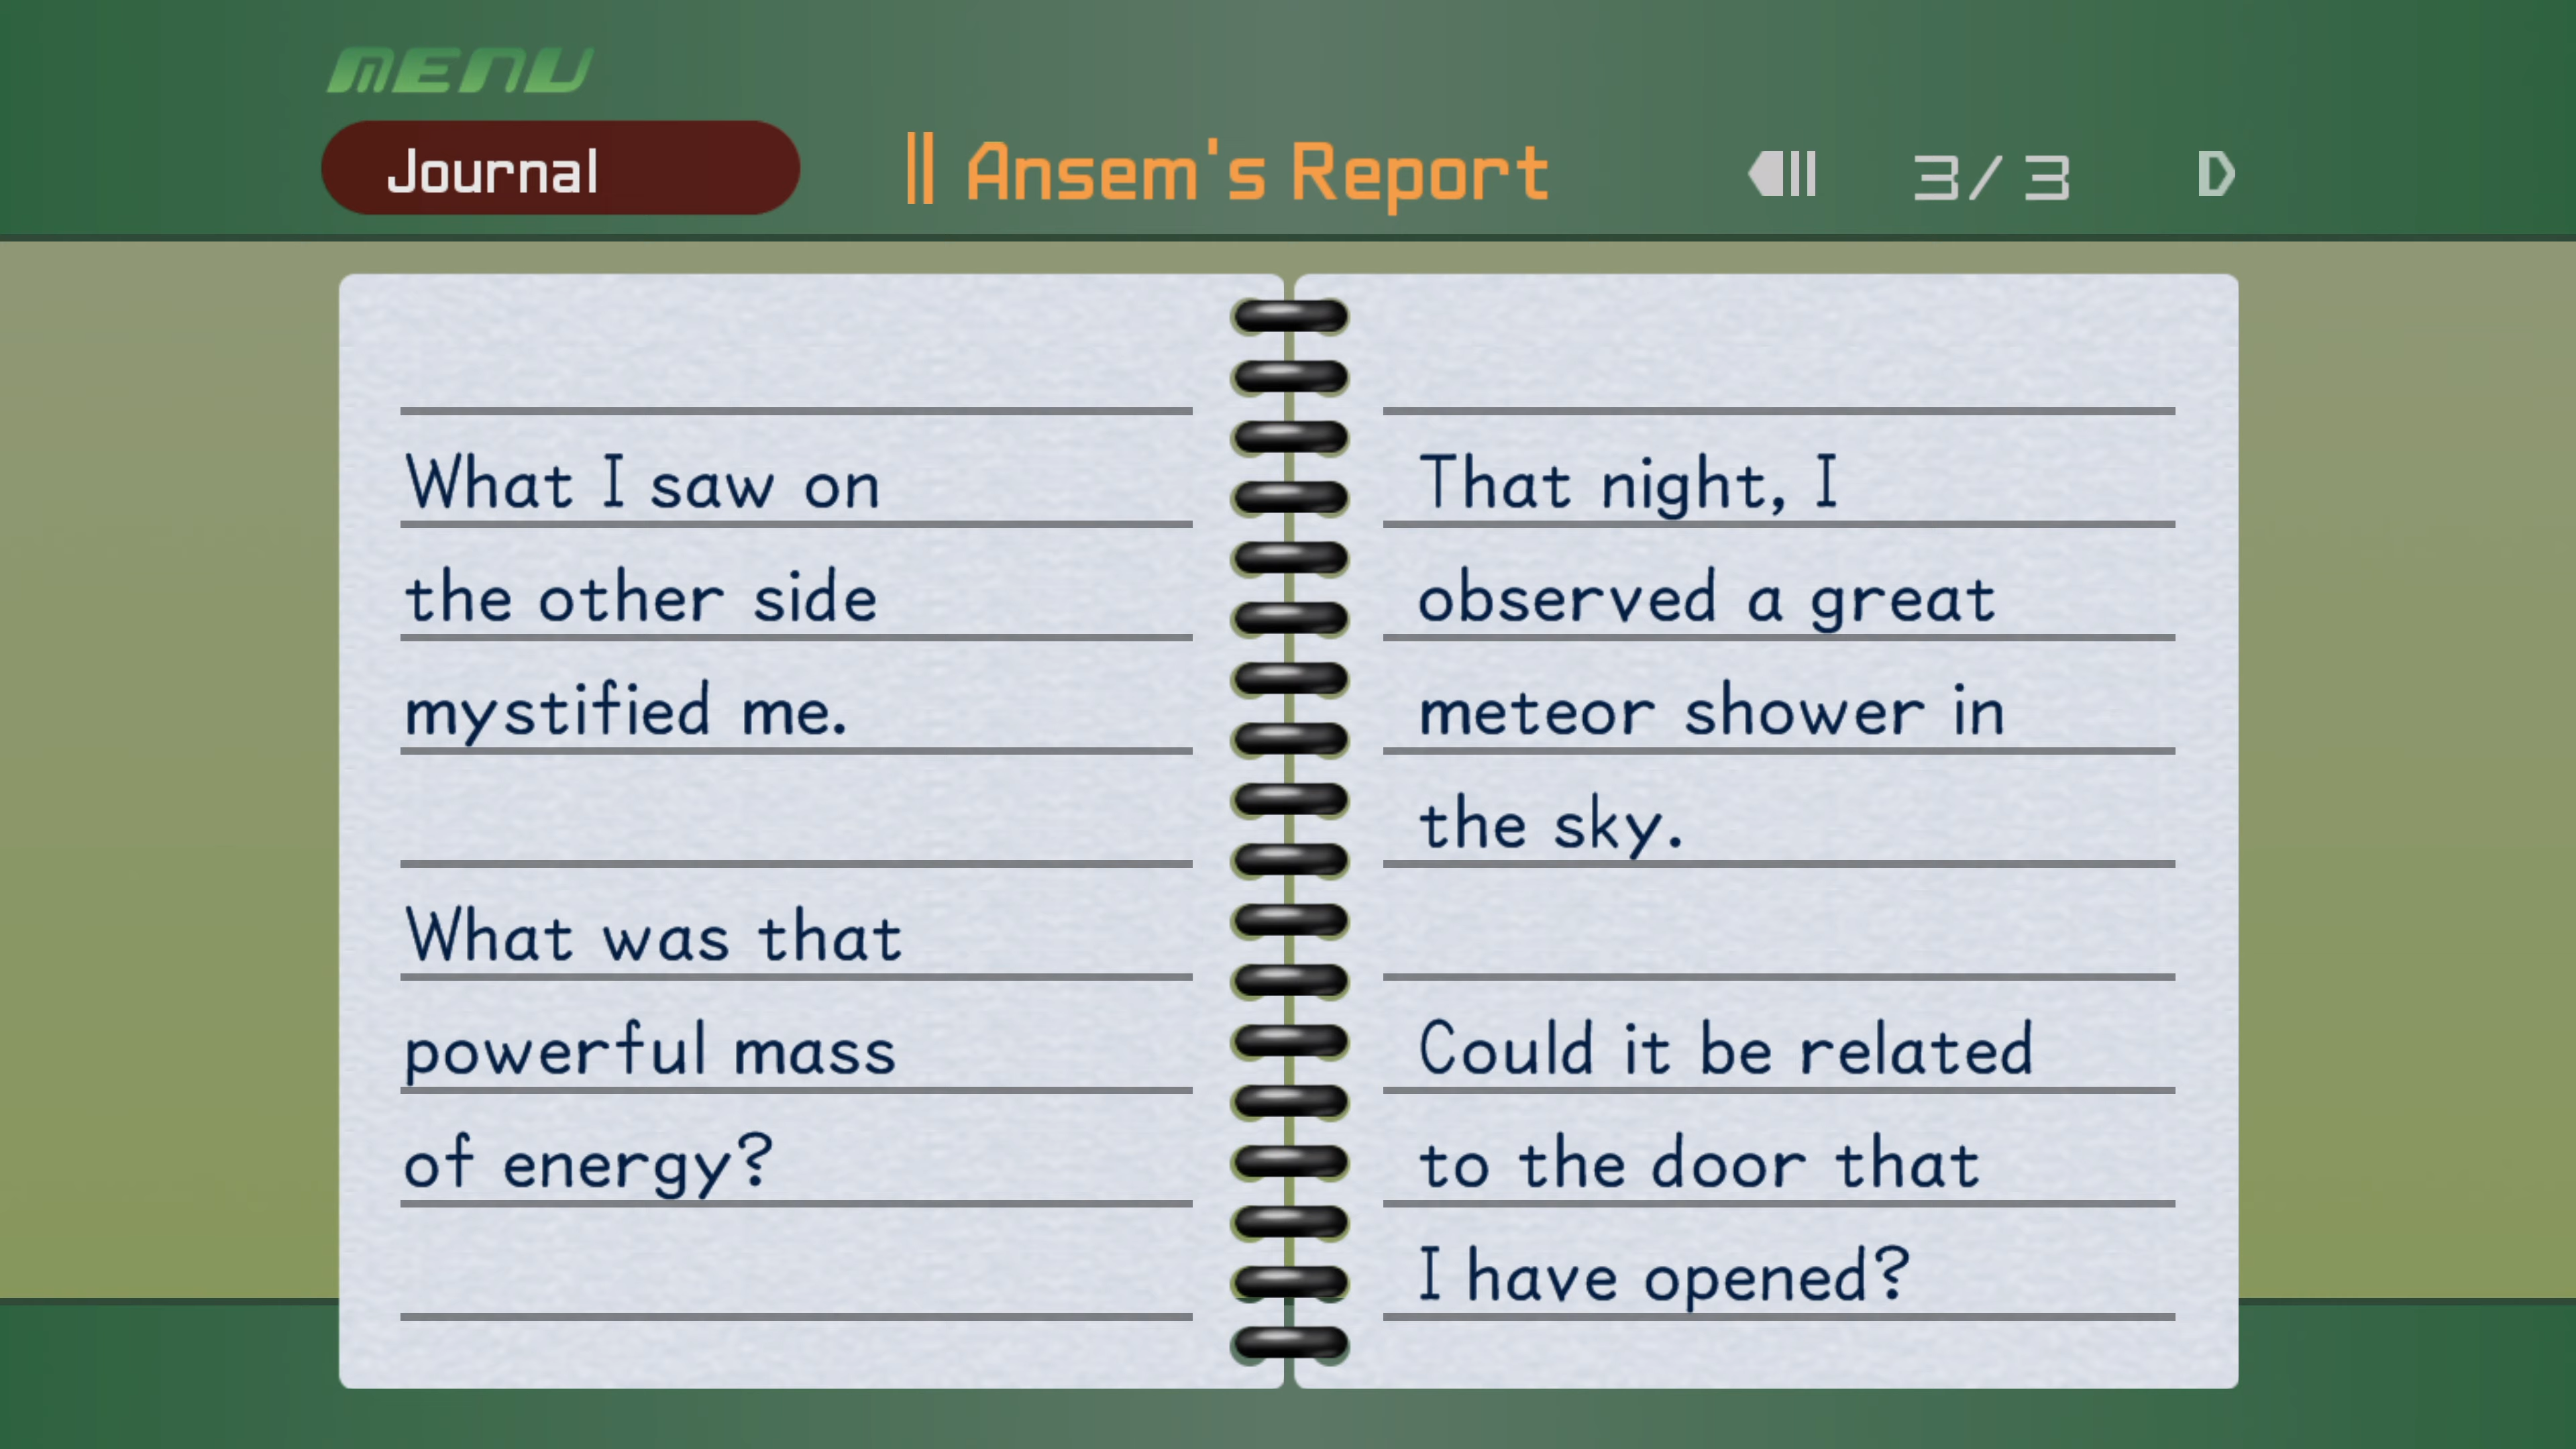 MENU
Journal
Ansem's Report
3/3
What I saw on
the other side
mystified me.
What was that
powerful mass
of energy?
That night, I
observed a great
meteor shower in
the sky.
Could it be related
to the door that
I have opened?